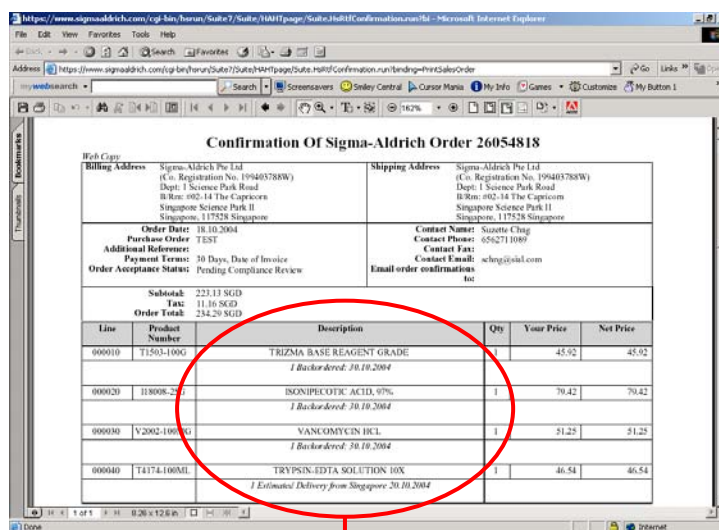 https://www.sigmaaldrich.com/cgi-bin/hsrun/Suite7/Suite/HAHTpage/Suite.HsRtfConfirmation.run?bi - Microsoft Internet Explorer
File Edit View Favorites Tools Help
Back Search Favorites
Address https://www.sigmaaldrich.com/cgi-bin/hsrun/Suite7/Suite/HAHTpage/Suite.HsRtfConfirmation.run?binding=PrintSalesOrder Go Links
mywebsearch Search Screensavers Smiley Central Cursor Mania My Info Games Customize My Button 1
162%
Bookmarks
Thumbnails
Confirmation Of Sigma-Aldrich Order 26054818
Web Copy
Billing Address Sigma-Aldrich Pte Ltd Shipping Address Sigma-Aldrich Pte Ltd
(Co. Registration No. 199403788W) (Co. Registration No. 199403788W)
Dept: 1 Science Park Road Dept: 1 Science Park Road
B/Rm: #02-14 The Capricorn B/Rm: #02-14 The Capricorn
Singapore Science Park II Singapore Science Park II
Singapore, 117528 Singapore Singapore, 117528 Singapore
Order Date: 18.10.2004 Contact Name: Suzette Chng
Purchase Order TEST Contact Phone: 6562711089
Additional Reference: Contact Fax:
Payment Terms: 30 Days, Date of Invoice Contact Email: schng@sial.com
Order Acceptance Status: Pending Compliance Review Email order confirmations
to:
Subtotal: 223.13 SGD
Tax: 11.16 SGD
Order Total: 234.29 SGD
Line Product Number Description Qty Your Price Net Price
000010 T1503-100G TRIZMA BASE REAGENT GRADE 1 45.92 45.92
1 Backordered: 30.10.2004
000020 I18008-25G ISONIPECOTIC ACID, 97% 1 79.42 79.42
1 Backordered: 30.10.2004
000030 V2002-100MG VANCOMYCIN HCL 1 51.25 51.25
1 Backordered: 30.10.2004
000040 T4174-100ML TRYPSIN-EDTA SOLUTION 10X 1 46.54 46.54
1 Estimated Delivery from Singapore 20.10.2004
1 of 1 8.26 x 12.6 in
Done Internet